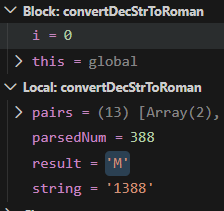 Block: convertDecStrToRoman
i = 0
this = global
Local: convertDecStrToRoman
pairs = (13) [Array(2),
parsedNum = 388
result = 'M'
string = '1388'